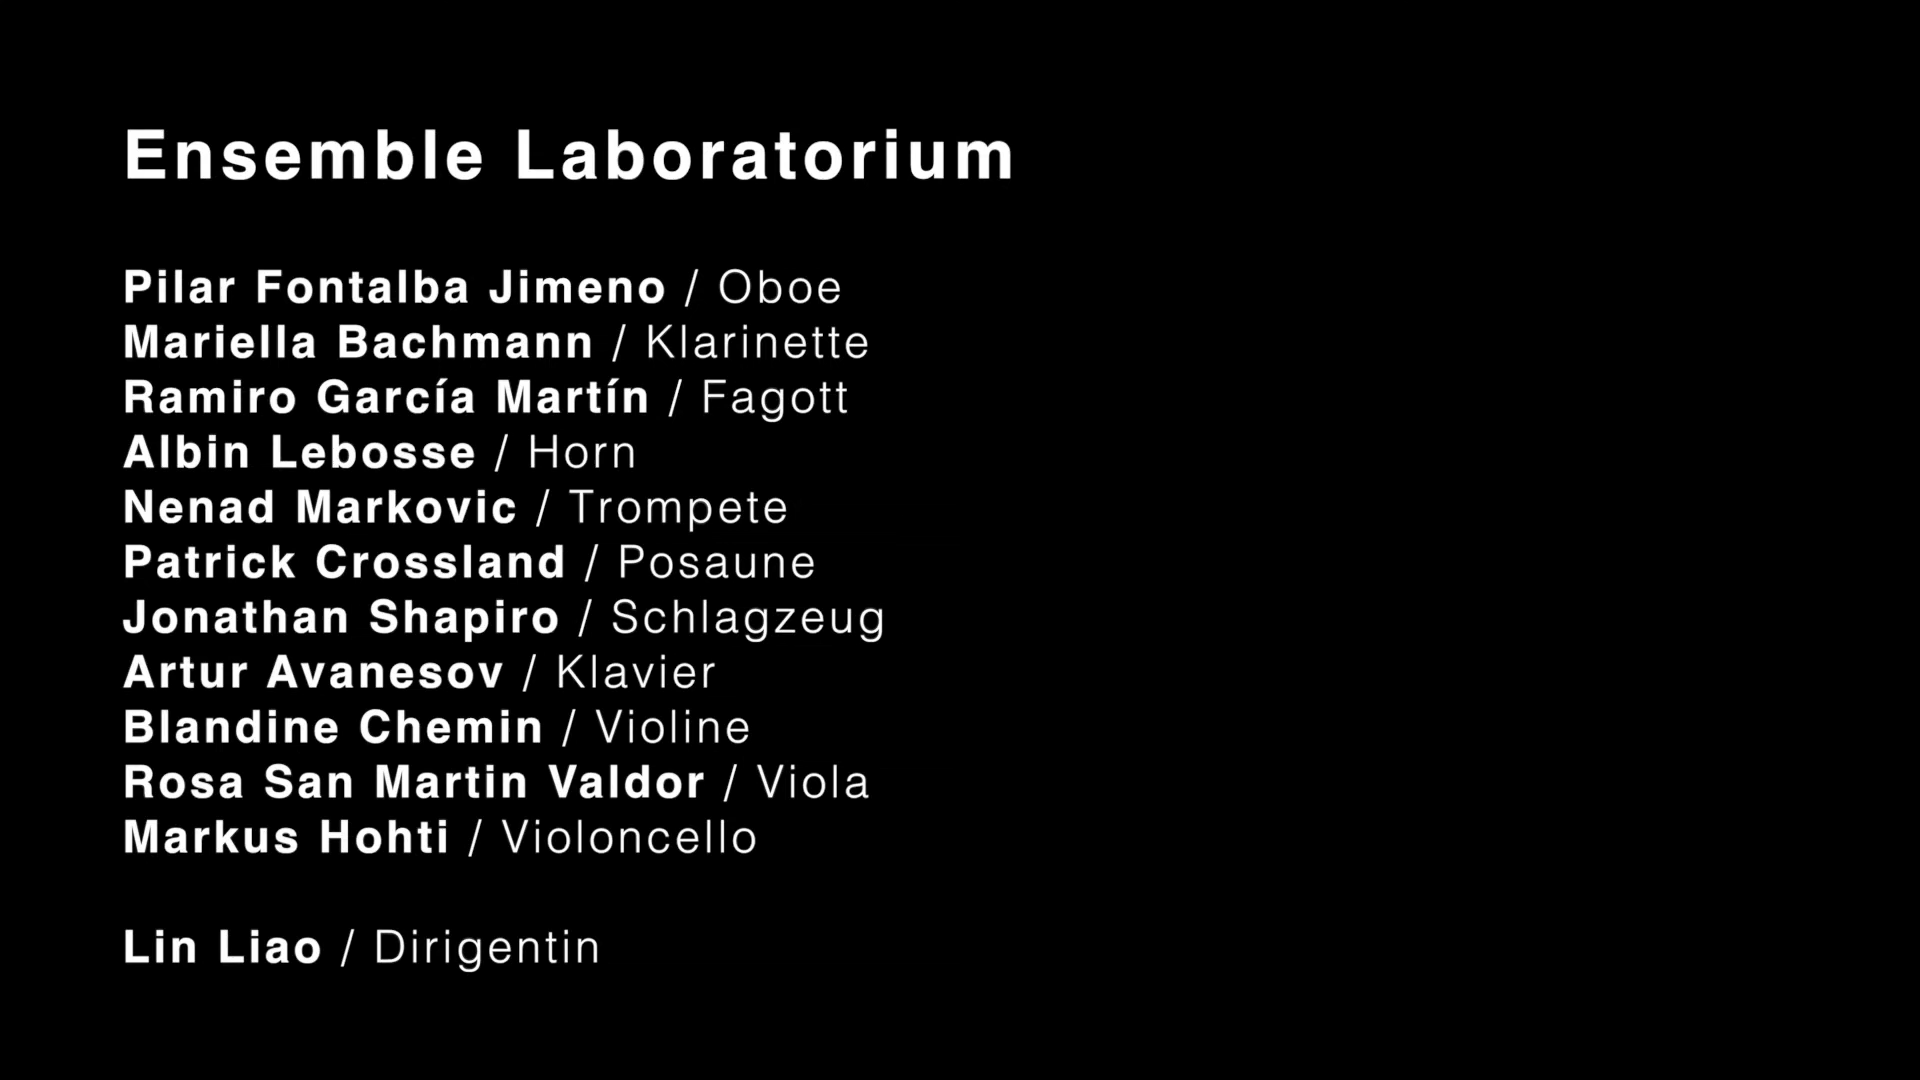 Ensemble Laboratorium
Pilar Fontalba Jimeno / Oboe
Mariella Bachmann / Klarinette
Ramiro García Martín / Fagott
Albin Lebosse / Horn
Nenad Markovic / Trompete
Patrick Crossland / Posaune
Jonathan Shapiro / Schlagzeug
Artur Avanesov / Klavier
Blandine Chemin / Violine
Rosa San Martin Valdor / Viola
Markus Hohti / Violoncello
Lin Liao / Dirigentin